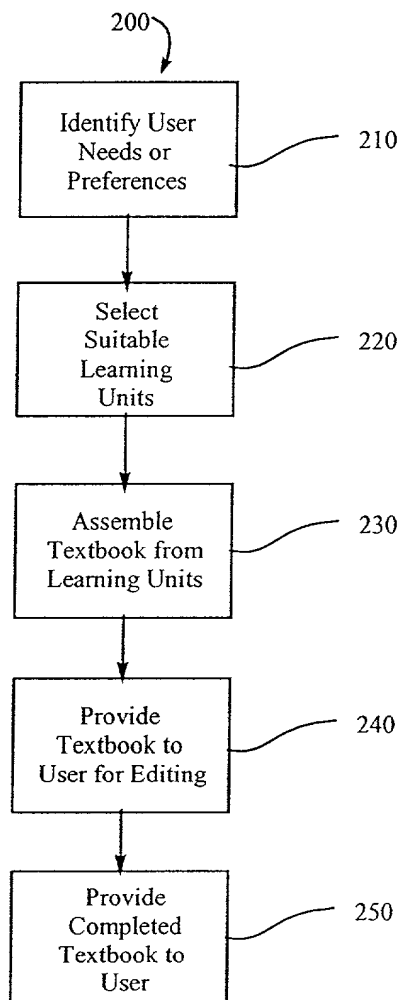 200
Identify User
Needs or
Preferences
210
Select
Suitable
Learning
Units
220
Assemble
Textbook from
Learning Units
230
Provide
Textbook to
User for Editing
240
Provide
Completed
Textbook to
User
250